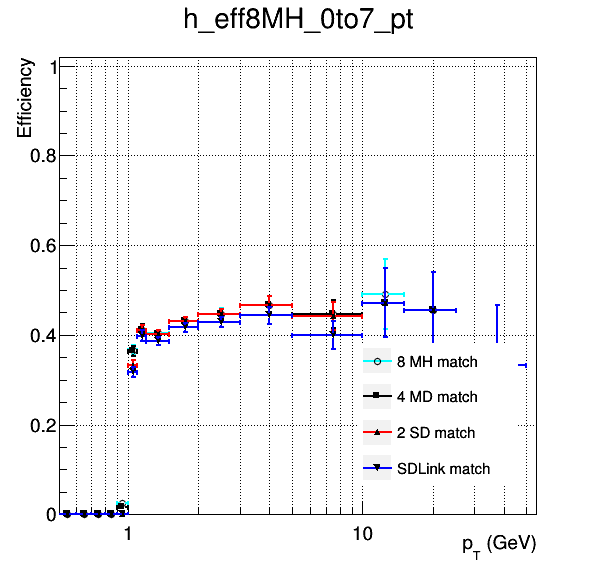 h_eff8MH_0to7_pt
Efficiency
1
0.8
0.6
0.4
0.2
0
8 MH match
4 MD match
2 SD match
SDLink match
1
10
p_T (GeV)